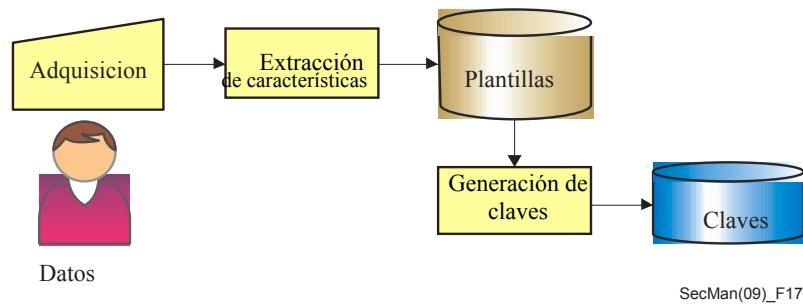 Adquisicion
Extracción
de características
Plantillas
Generación de
claves
Claves
Datos
SecMan(09)_F17